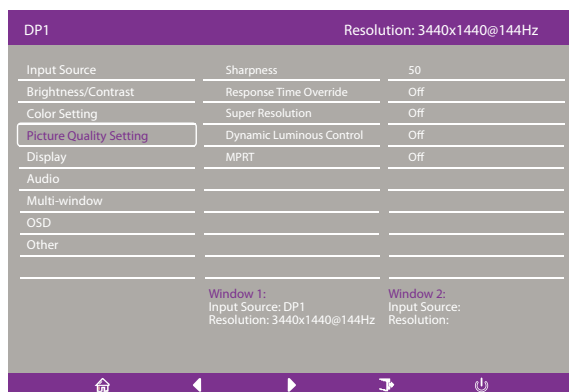 DP1 Resolution: 3440x1440@144Hz
Input Source Sharpness 50
Brightness/Contrast Response Time Override Off
Color Setting Super Resolution Off
Picture Quality Setting Dynamic Luminous Control Off
Display MPRT Off
Audio
Multi-window
OSD
Other
Window 1: Window 2:
Input Source: DP1 Input Source:
Resolution: 3440x1440@144Hz Resolution: